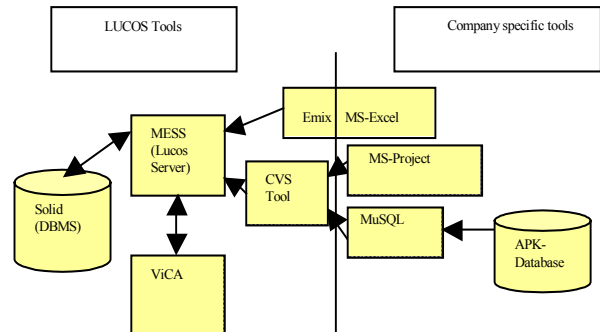 LUCOS Tools
Company specific tools
Emix MS-Excel
MESS
(Lucos
Server)
MS-Project
CVS
Tool
Solid
(DBMS)
MuSQL
APK-
Database
ViCA